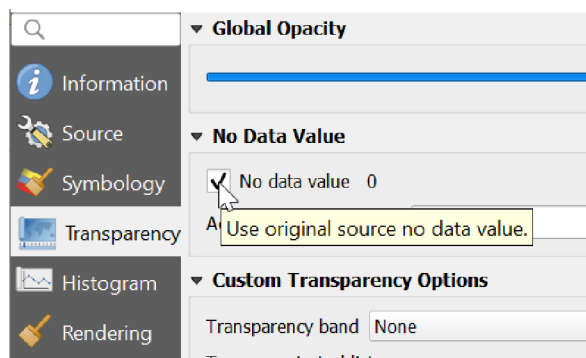 Global Opacity
Information
Source
No Data Value
Symbology
No data value 0
Transparency
Use original source no data value.
Histogram
Custom Transparency Options
Rendering
Transparency band None